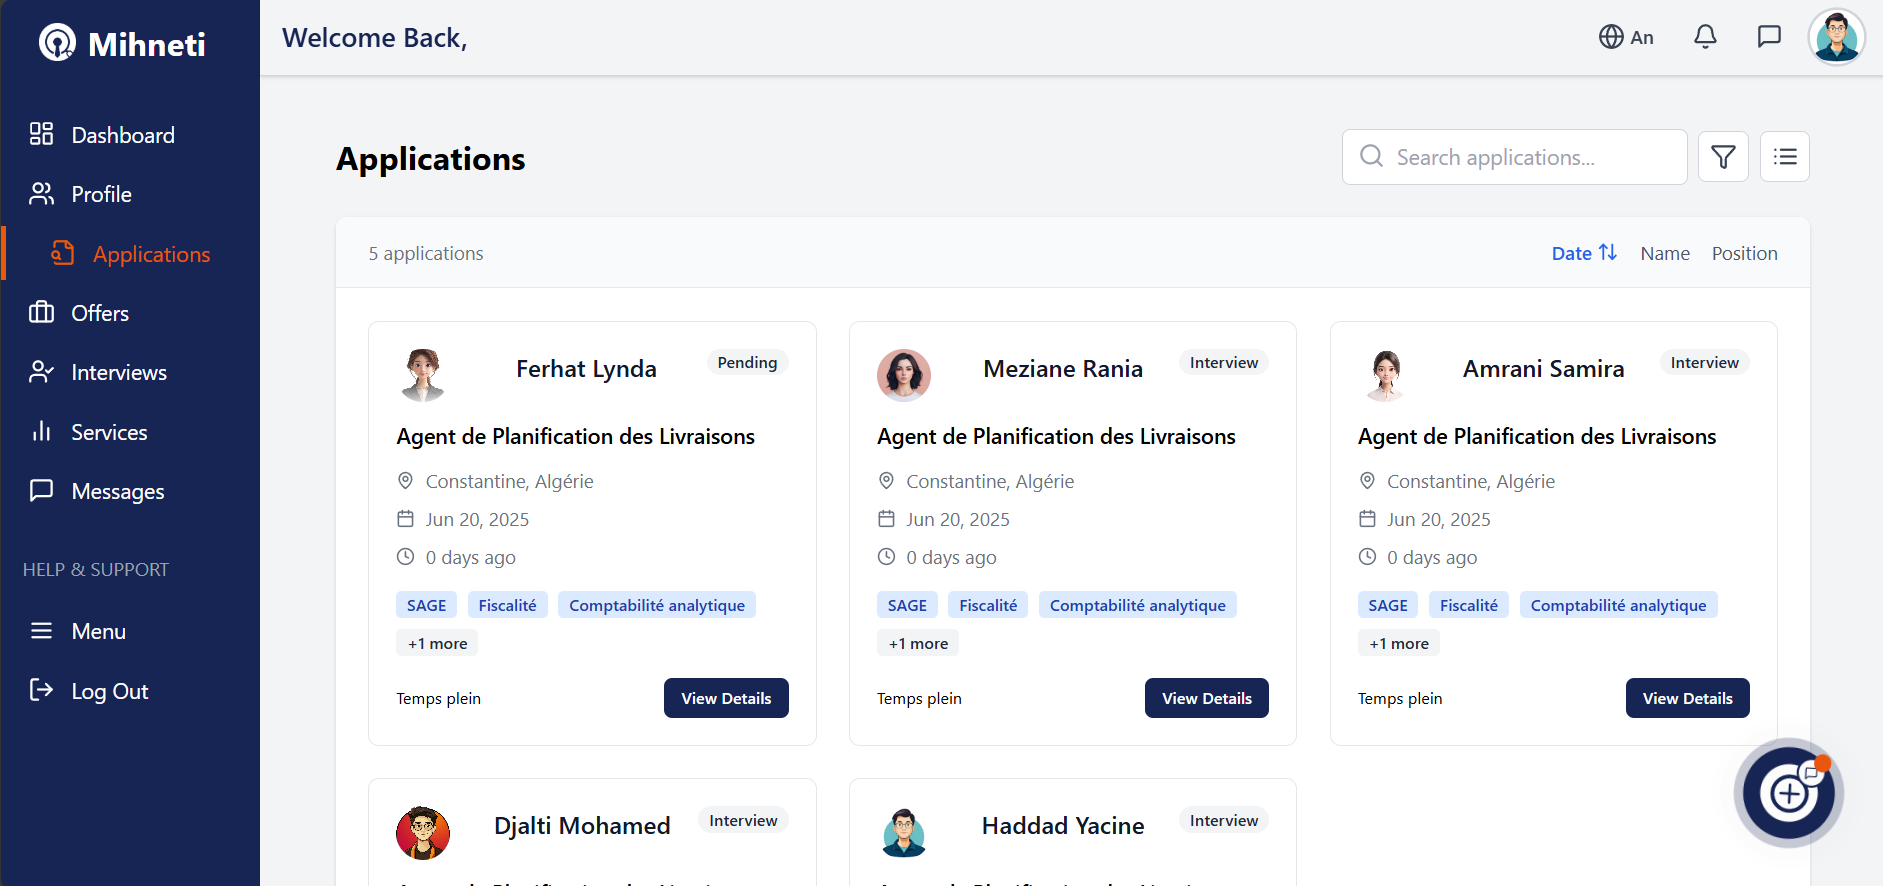 Mihneti
Welcome Back,
An
Dashboard
Profile
Applications
Offers
Interviews
Services
Messages
HELP & SUPPORT
Menu
Log Out
Applications
Search applications...
5 applications
Date Name Position
Ferhat Lynda
Pending
Agent de Planification des Livraisons
Constantine, Algérie
Jun 20, 2025
0 days ago
SAGE Fiscalité Comptabilité analytique
+1 more
Temps plein
View Details
Meziane Rania
Interview
Agent de Planification des Livraisons
Constantine, Algérie
Jun 20, 2025
0 days ago
SAGE Fiscalité Comptabilité analytique
+1 more
Temps plein
View Details
Amrani Samira
Interview
Agent de Planification des Livraisons
Constantine, Algérie
Jun 20, 2025
0 days ago
SAGE Fiscalité Comptabilité analytique
+1 more
Temps plein
View Details
Djalti Mohamed
Interview
Haddad Yacine
Interview